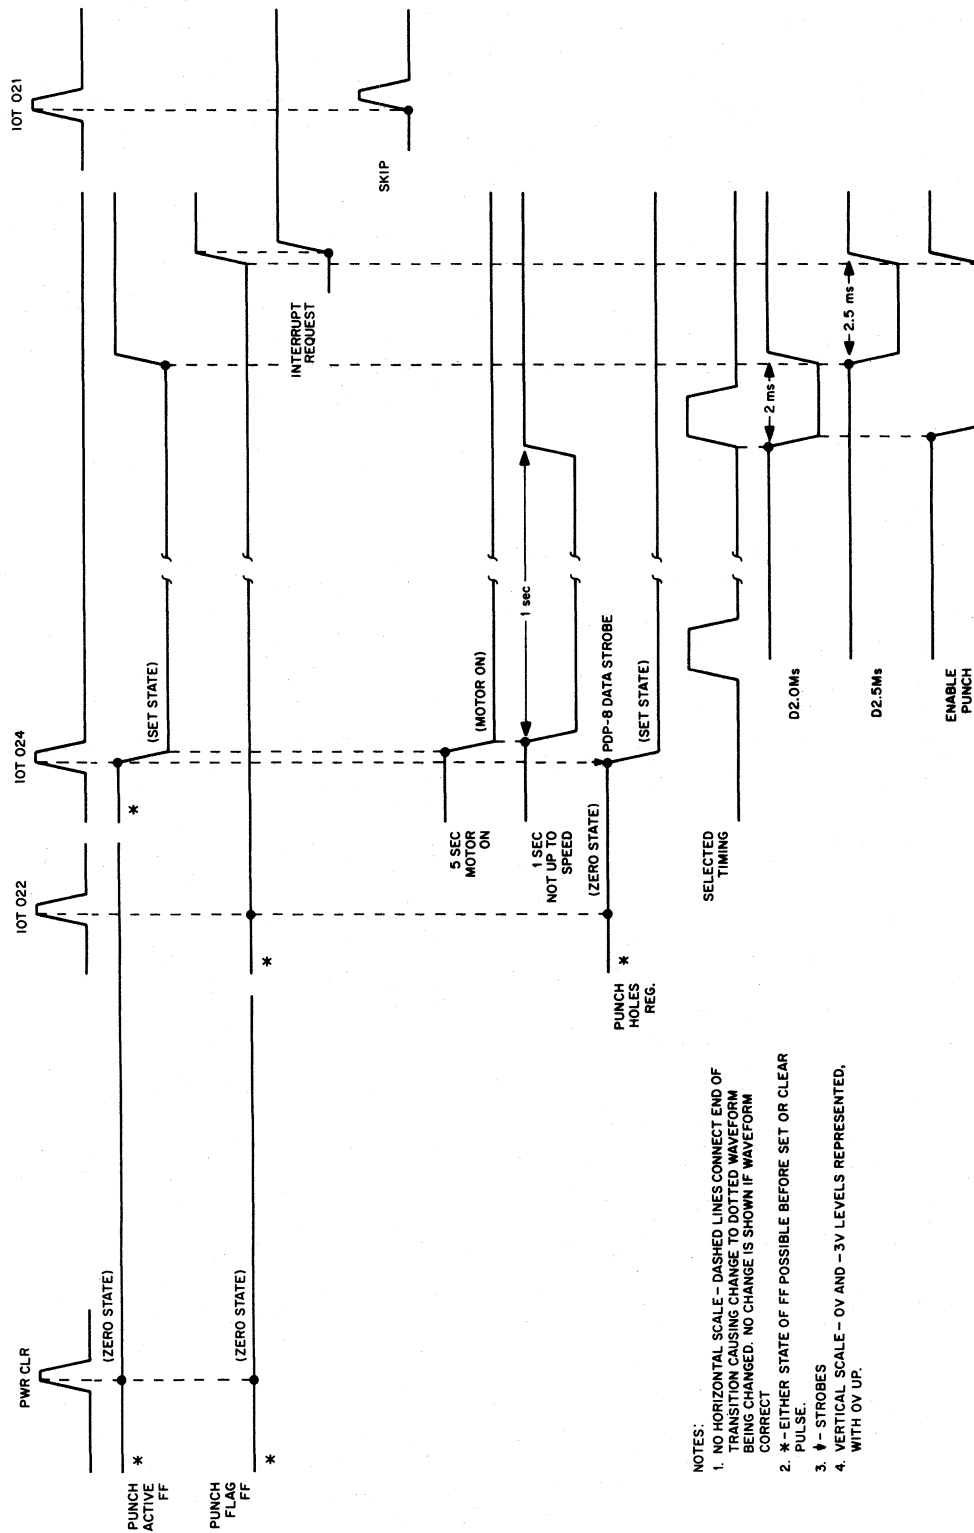 PWR CLR
IOT 022
IOT 024
IOT 021
PUNCH
ACTIVE
FF
*
(ZERO STATE)
*
(SET STATE)
PUNCH
FLAG
FF
*
(ZERO STATE)
*
INTERRUPT
REQUEST
SKIP
5 SEC
MOTOR
ON
(MOTOR ON)
1 SEC
NOT UP TO
SPEED
1 sec
PUNCH
HOLES
REG.
*
(ZERO STATE)
PDP-8 DATA STROBE
(SET STATE)
SELECTED
TIMING
D2.0Ms
2 ms
D2.5Ms
2.5 ms
ENABLE
PUNCH
NOTES:
1. NO HORIZONTAL SCALE - DASHED LINES CONNECT END OF
TRANSITION CAUSING CHANGE TO DOTTED WAVEFORM
BEING CHANGED. NO CHANGE IS SHOWN IF WAVEFORM
CORRECT
2. * - EITHER STATE OF FF POSSIBLE BEFORE SET OR CLEAR
PULSE.
3. - STROBES
4. VERTICAL SCALE - 0V AND -3V LEVELS REPRESENTED,
WITH 0V UP.